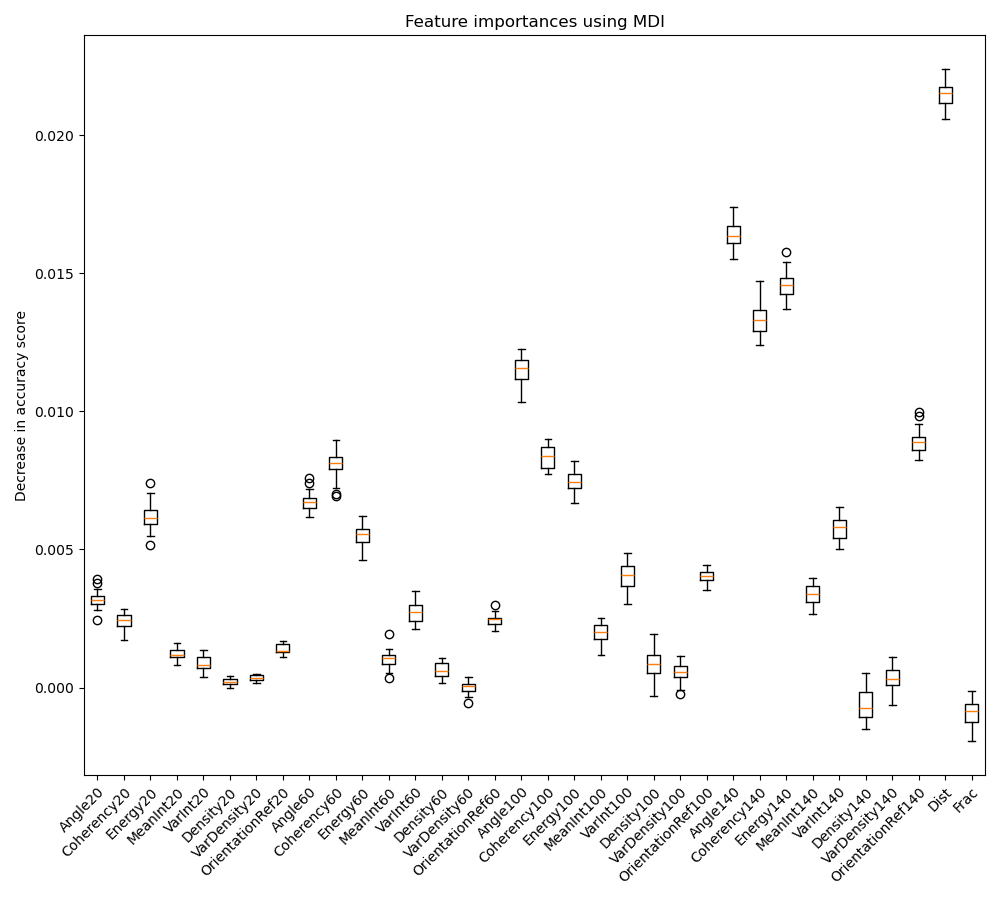 Feature importances using MDI
Decrease in accuracy score
0.020
0.015
0.010
0.005
0.000
Angle20
Coherency20
Energy20
MeanInt20
VarInt20
Density20
VarDensity20
OrientationRef20
Angle60
Coherency60
Energy60
MeanInt60
VarInt60
Density60
VarDensity60
OrientationRef60
Angle100
Coherency100
Energy100
MeanInt100
VarInt100
Density100
VarDensity100
OrientationRef100
Angle140
Coherency140
Energy140
MeanInt140
VarInt140
Density140
VarDensity140
OrientationRef140
Dist
Frac